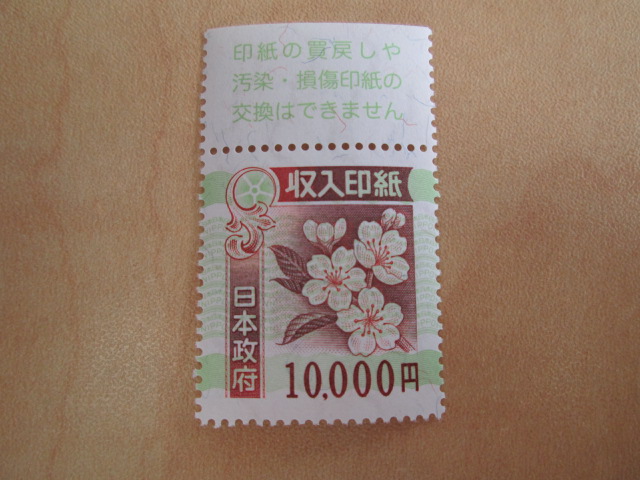 印紙の買戻しや
汚染・損傷印紙の
交換はできません
収入印紙
日本政府
10,000円